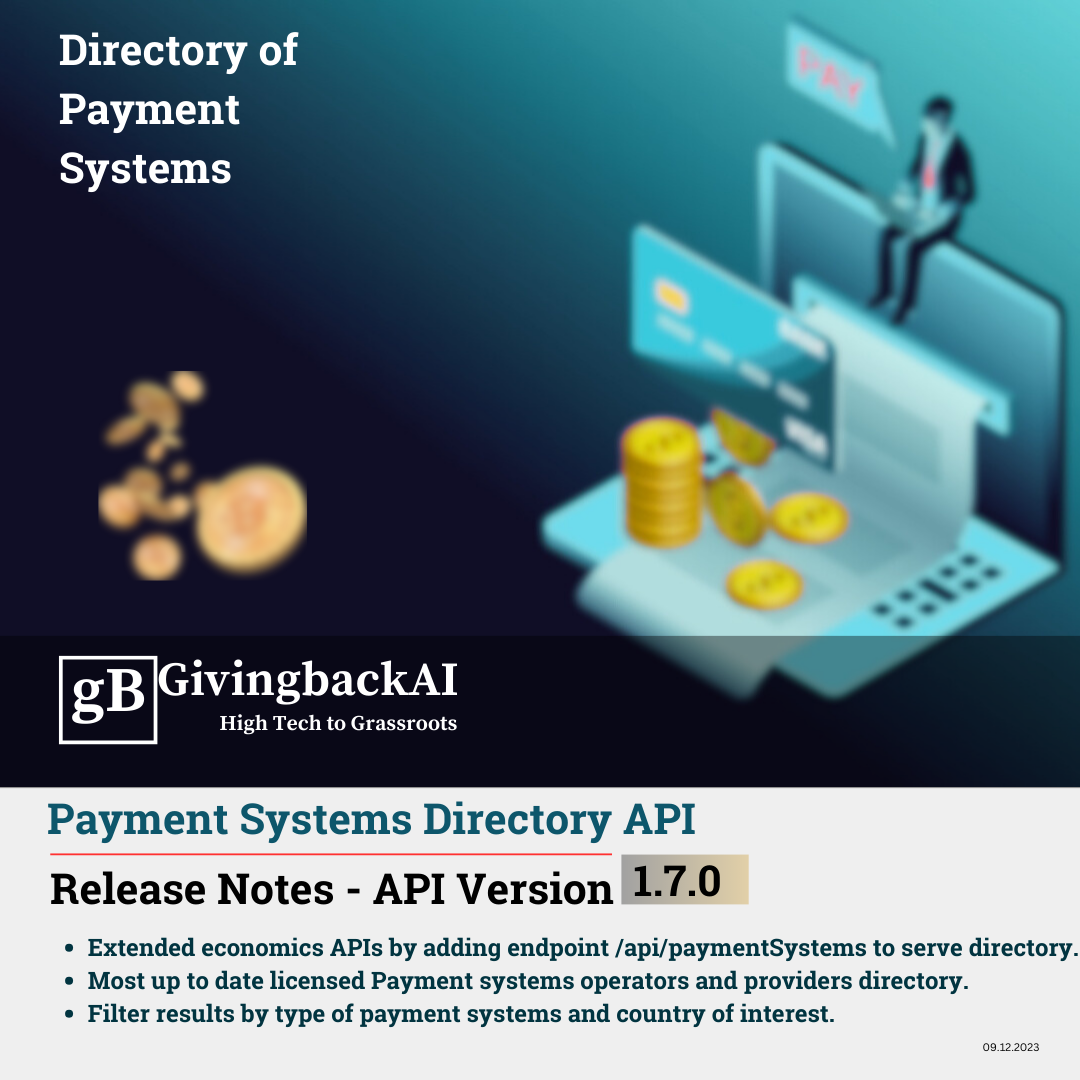 Directory of
Payment
Systems
PAY
VISA
gB
GivingbackAI
High Tech to Grassroots
Payment Systems Directory API
Release Notes - API Version 1.7.0
• Extended economics APIs by adding endpoint /api/paymentSystems to serve directory.
• Most up to date licensed Payment systems operators and providers directory.
• Filter results by type of payment systems and country of interest.
09.12.2023